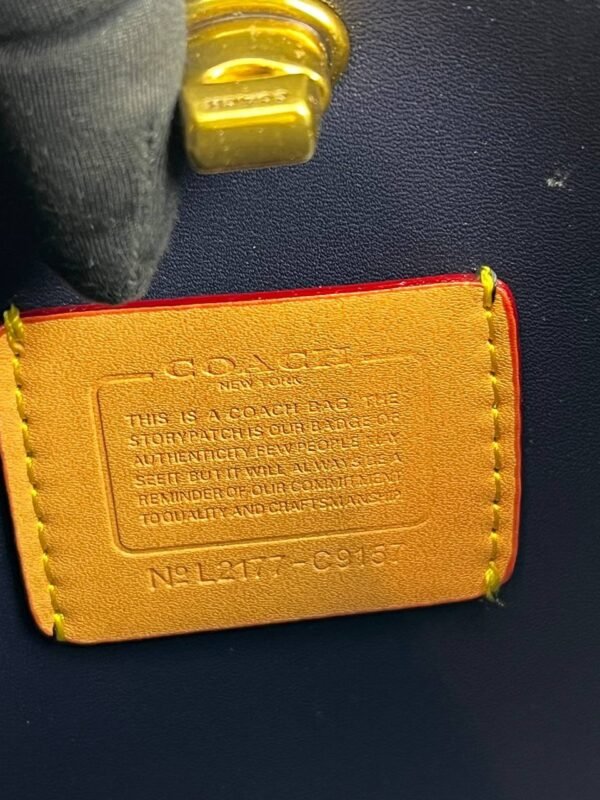 COACH
COACH
NEW YORK
THIS IS A COACH BAG. THE
STORYPATCH IS OUR BADGE OF
AUTHENTICITY. FEW PEOPLE MAY
SEE IT. BUT IT WILL ALWAYS BE A
REMINDER OF OUR COMMITMENT
TO QUALITY AND CRAFTSMANSHIP.
Nº L2177-C9157